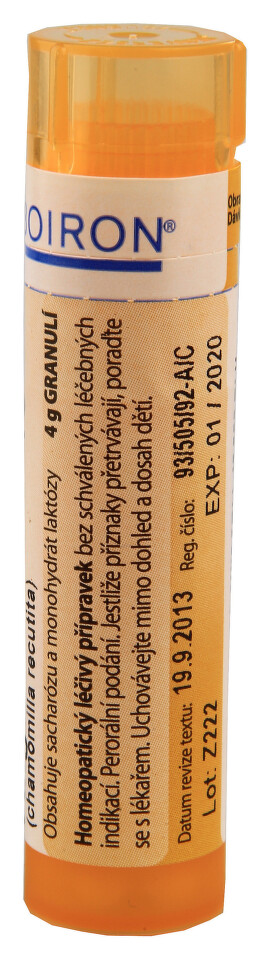 BOIRON®
(chamomilla recutita)
Obsahuje sacharózu a monohydrát laktózy 4 g GRANULÍ
Homeopatický léčivý přípravek bez schválených léčebných
indikací. Perorální podání. Jestliže příznaky přetrvávají, poraďte
se s lékařem. Uchovávejte mimo dohled a dosah dětí.
Datum revize textu: 19.9.2013 Reg. číslo: 93/505/92-A/C
Lot: Z222 EXP: 01 / 2020